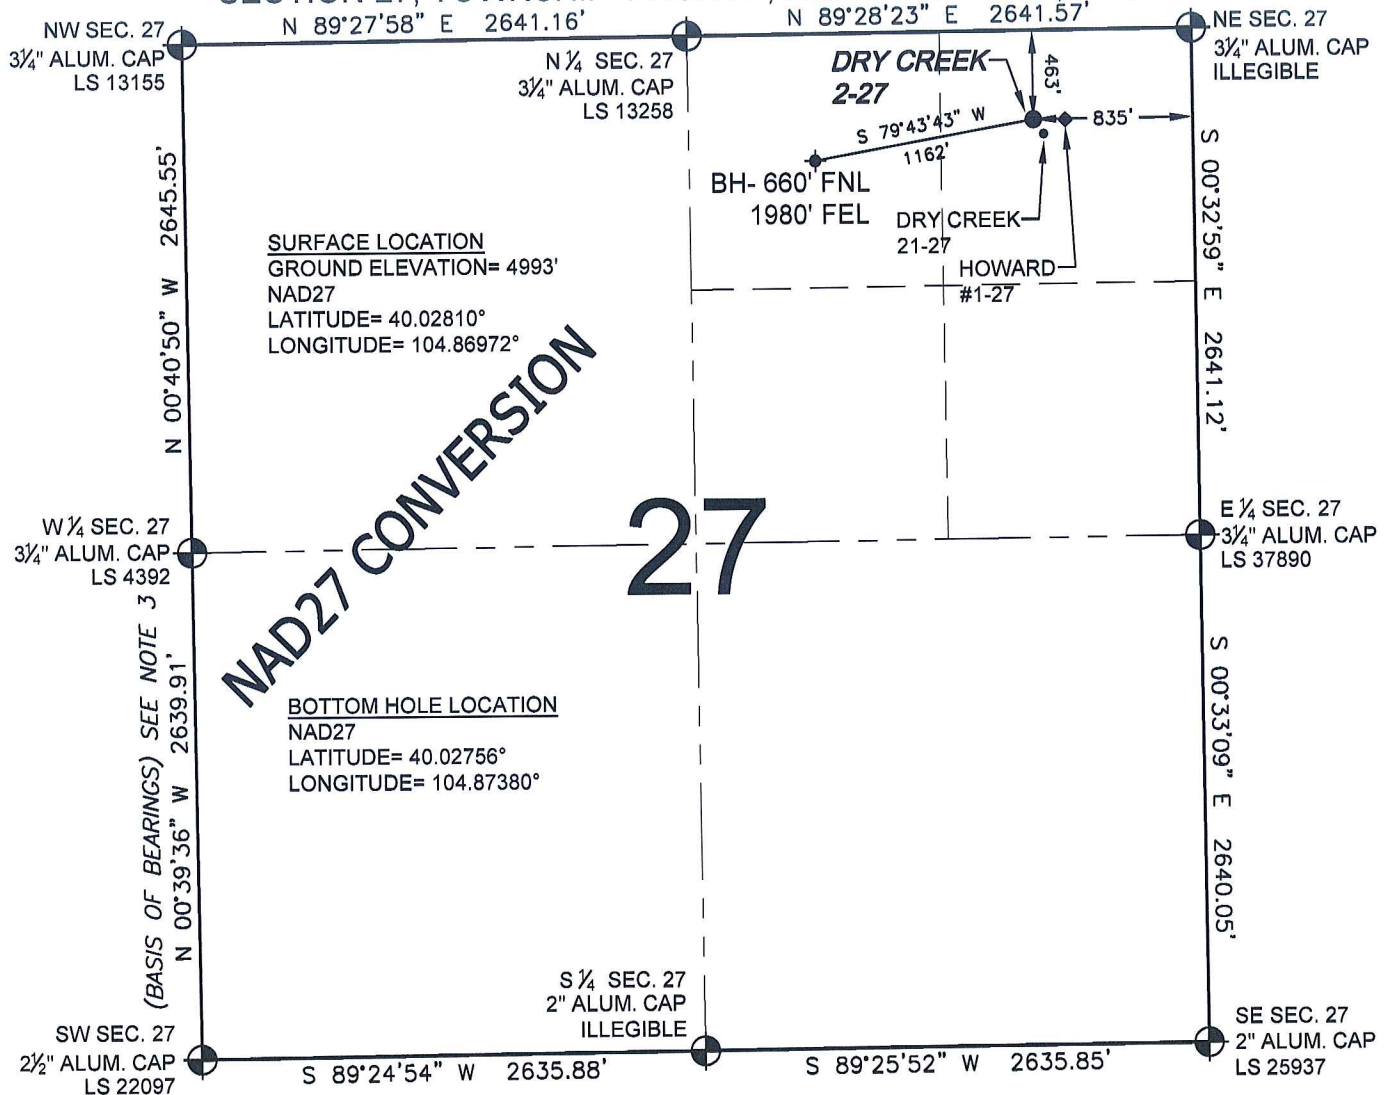 SECTION 27,
N 89°27'58" E 2641.16'
N 89°28'23" E 2641.57'
NW SEC. 27
3¼" ALUM. CAP
LS 13155
N ¼ SEC. 27
3¼" ALUM. CAP
LS 13258
NE SEC. 27
3¼" ALUM. CAP
ILLEGIBLE
DRY CREEK
2-27
463'
835'
S 79°43'43" W
1162'
BH- 660' FNL
1980' FEL
DRY CREEK
21-27
HOWARD
#1-27
SURFACE LOCATION
GROUND ELEVATION= 4993'
NAD27
LATITUDE= 40.02810°
LONGITUDE= 104.86972°
N 00°40'50" W 2645.55'
S 00°32'59" E 2641.12'
NAD27 CONVERSION
27
W ¼ SEC. 27
3¼" ALUM. CAP
LS 4392
E ¼ SEC. 27
3¼" ALUM. CAP
LS 37890
(BASIS OF BEARINGS) SEE NOTE 3
N 00°39'36" W 2639.91'
S 00°33'09" E 2640.05'
BOTTOM HOLE LOCATION
NAD27
LATITUDE= 40.02756°
LONGITUDE= 104.87380°
S ¼ SEC. 27
2" ALUM. CAP
ILLEGIBLE
SW SEC. 27
2½" ALUM. CAP
LS 22097
SE SEC. 27
2" ALUM. CAP
LS 25937
S 89°24'54" W 2635.88'
S 89°25'52" W 2635.85'